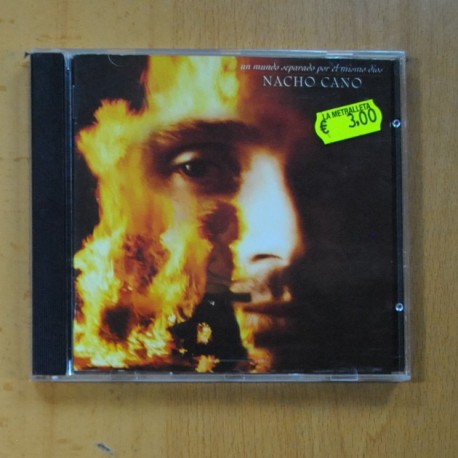 un mundo separado por el mismo dios
NACHO CANO
LA METRALLETA
€ 3,00